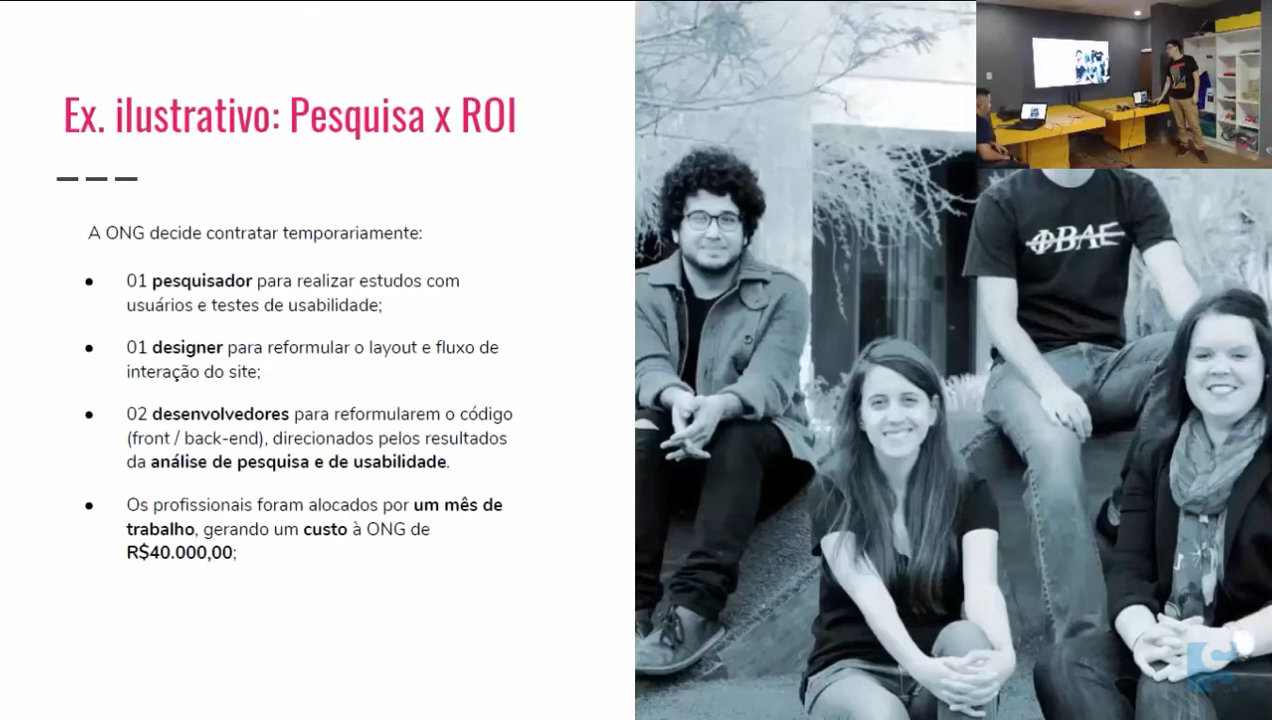 Ex. ilustrativo: Pesquisa x ROI
A ONG decide contratar temporariamente:
● 01 pesquisador para realizar estudos com
usuários e testes de usabilidade;
● 01 designer para reformular o layout e fluxo de
interação do site;
● 02 desenvolvedores para reformularem o código
(front / back-end), direcionados pelos resultados
da análise de pesquisa e de usabilidade.
● Os profissionais foram alocados por um mês de
trabalho, gerando um custo à ONG de
R$40.000,00;
ΦBAE